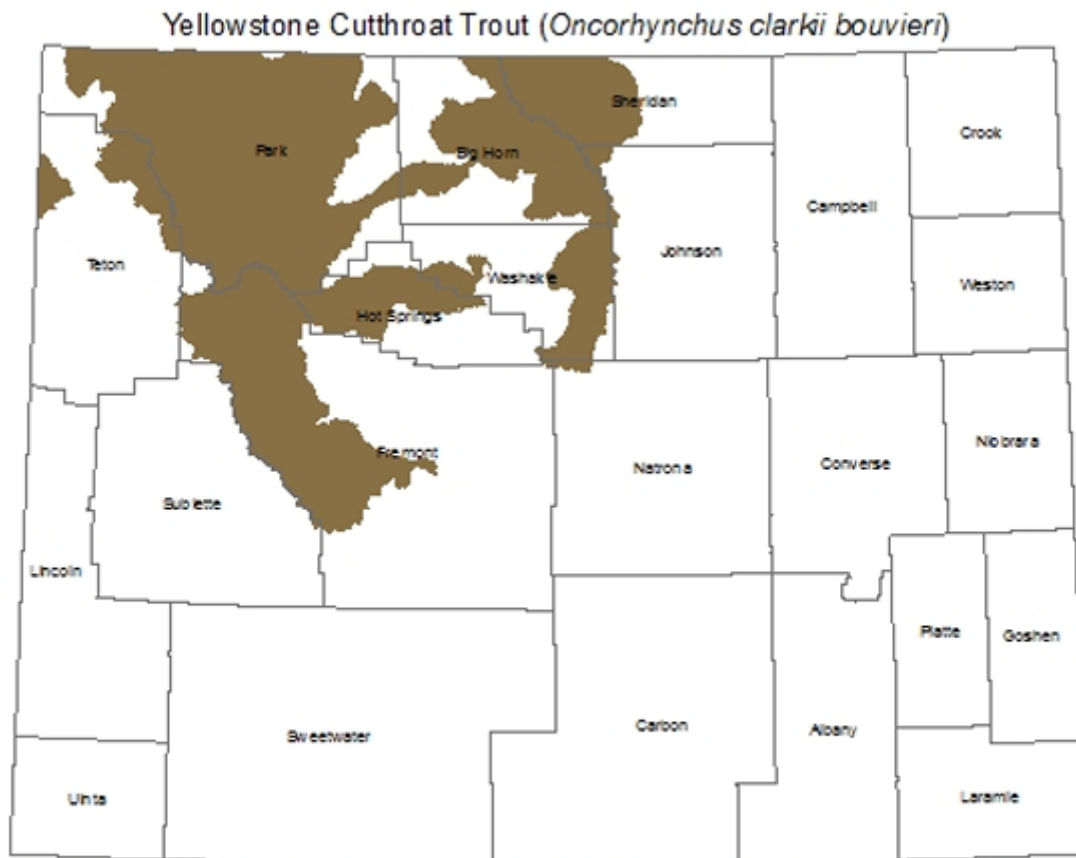 Yellowstone Cutthroat Trout (Oncorhynchus clarkii bouvieri)
Sheridan
Crook
Park
Big Horn
Campbell
Johnson
Teton
Washakie
Weston
Hot Springs
Fremont
Natrona
Converse
Niobrara
Sublette
Lincoln
Platte
Goshen
Sweetwater
Carbon
Albany
Uinta
Laramie